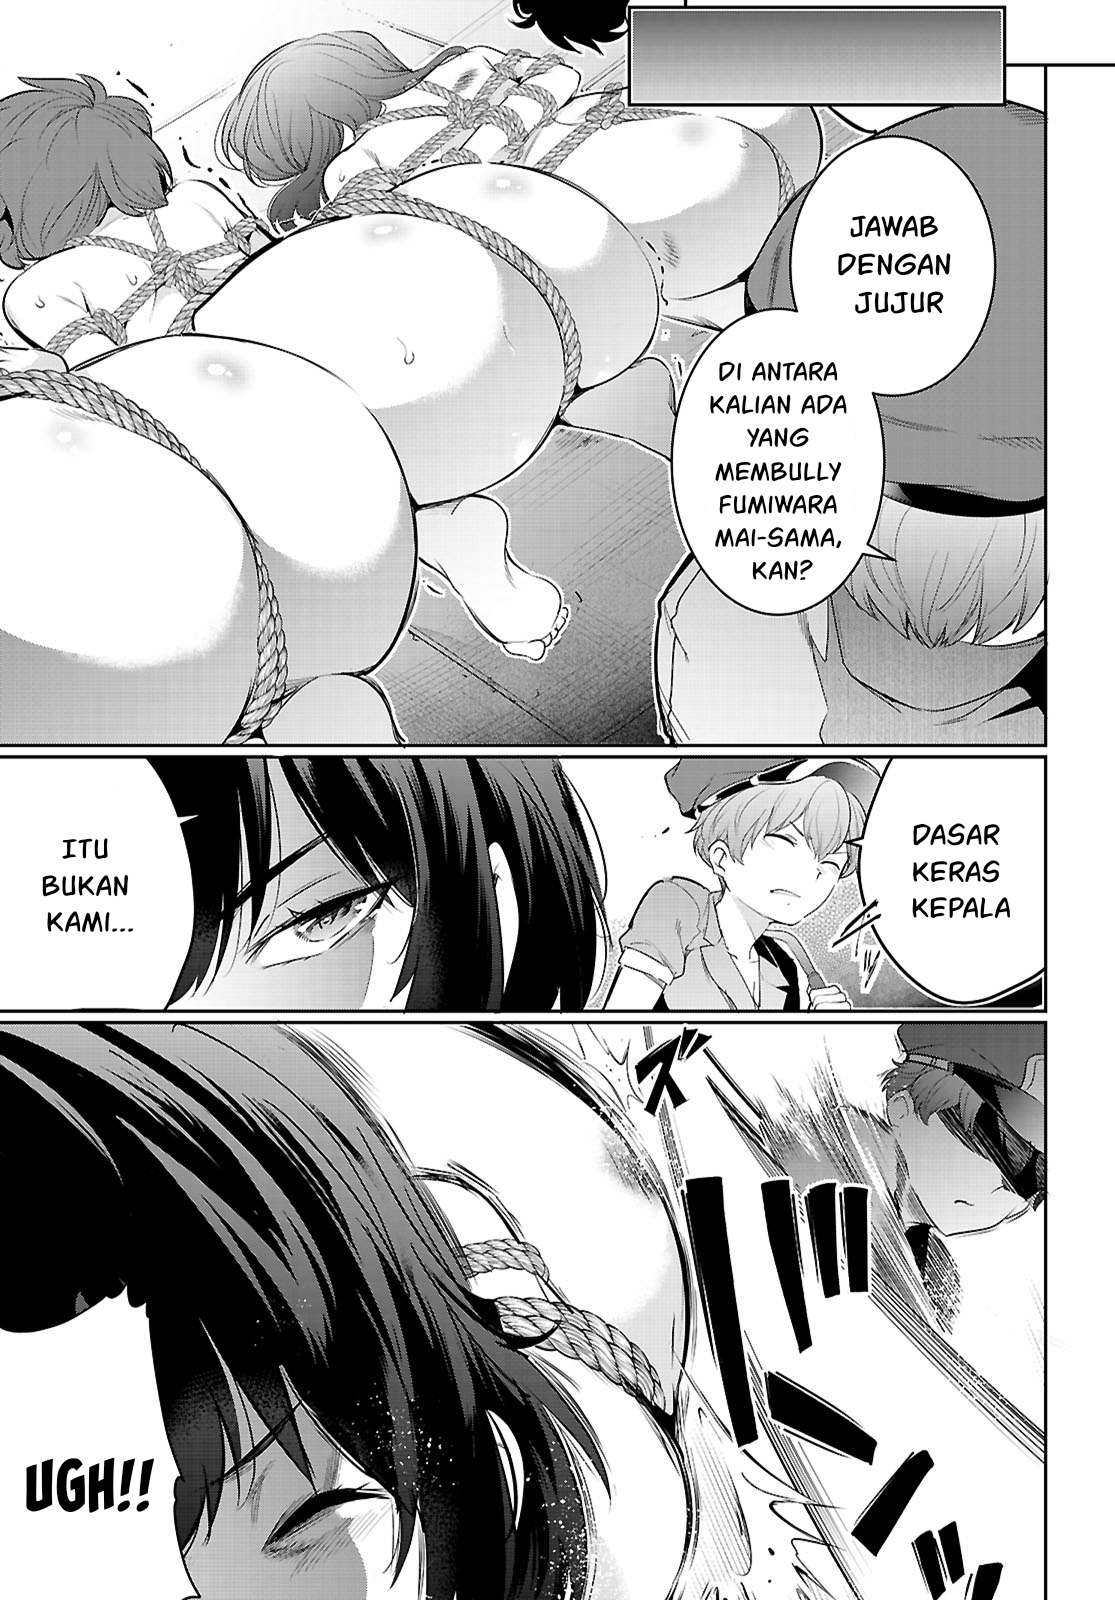 JAWAB
DENGAN
JUJUR
DI ANTARA
KALIAN ADA
YANG
MEMBULLY
FUMIWARA
MAI-SAMA,
KAN?
DASAR
KERAS
KEPALA
ITU
BUKAN
KAMI...
UGH!!